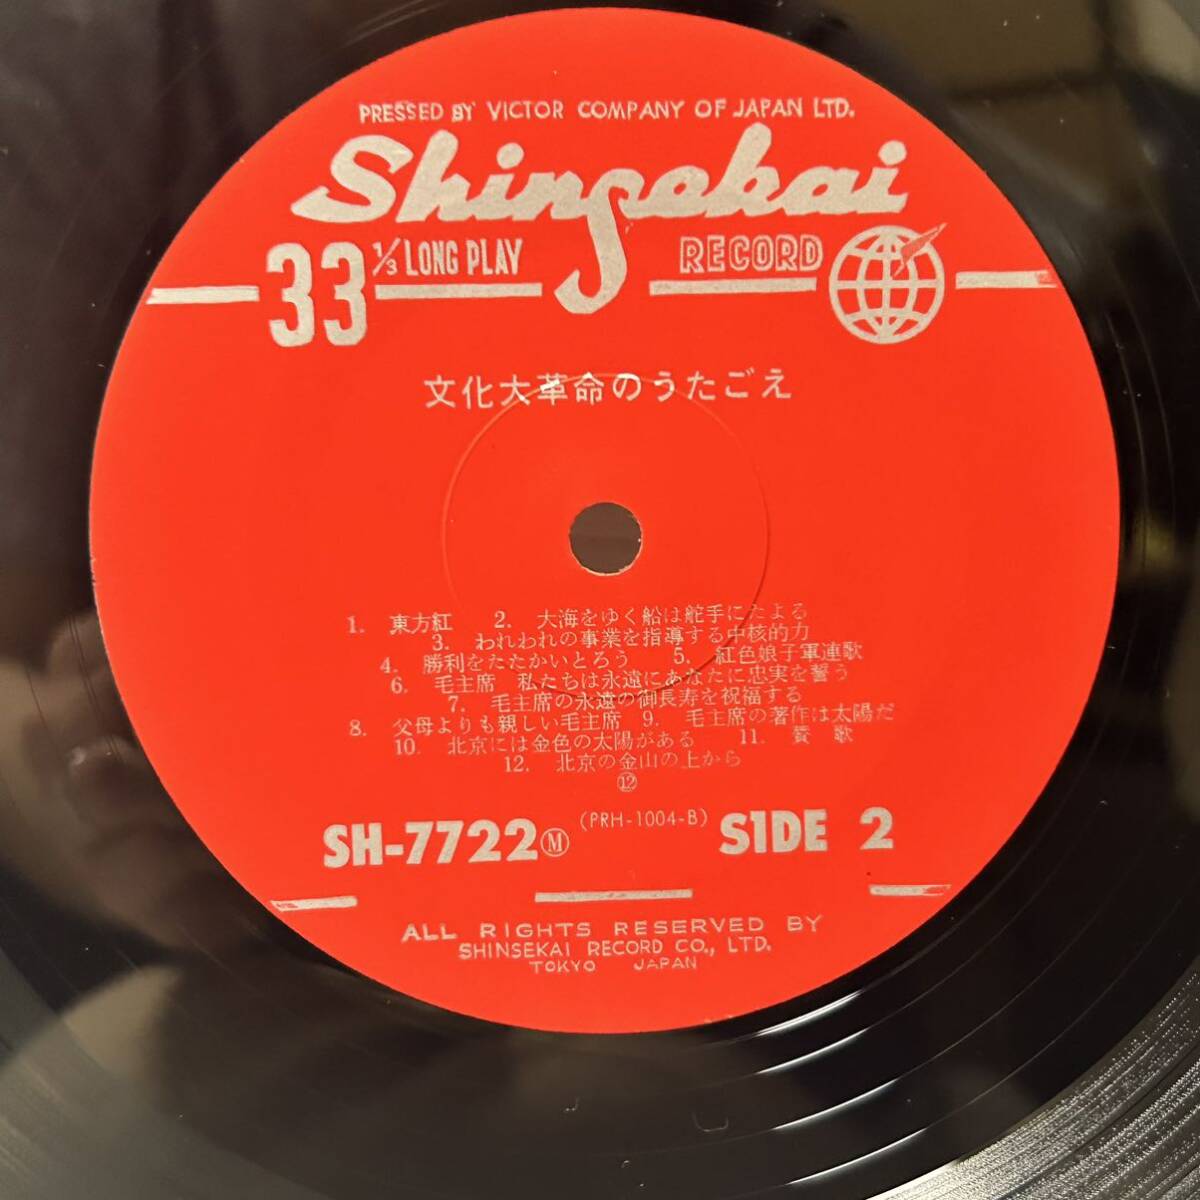 PRESSED BY VICTOR COMPANY OF JAPAN LTD.
Shinsekai
33 1/3 LONG PLAY RECORD
文化大革命のうたごえ
1. 東方紅 2. 大海をゆく船は舵手にたよる
3. われわれの事業を指導する中核的力
4. 勝利をたたかいとろう 5. 紅色娘子軍連歌
6. 毛主席 私たちは永遠にあなたに忠実を誓う
7. 毛主席の永遠の御長寿を祝福する
8. 父母よりも親しい毛主席 9. 毛主席の著作は太陽だ
10. 北京には金色の太陽がある 11. 賛歌
12. 北京の金山の上から
⑫
SH-7722Ⓜ (PRH-1004-B) SIDE 2
ALL RIGHTS RESERVED BY
SHINSEKAI RECORD CO., LTD.
TOKYO JAPAN